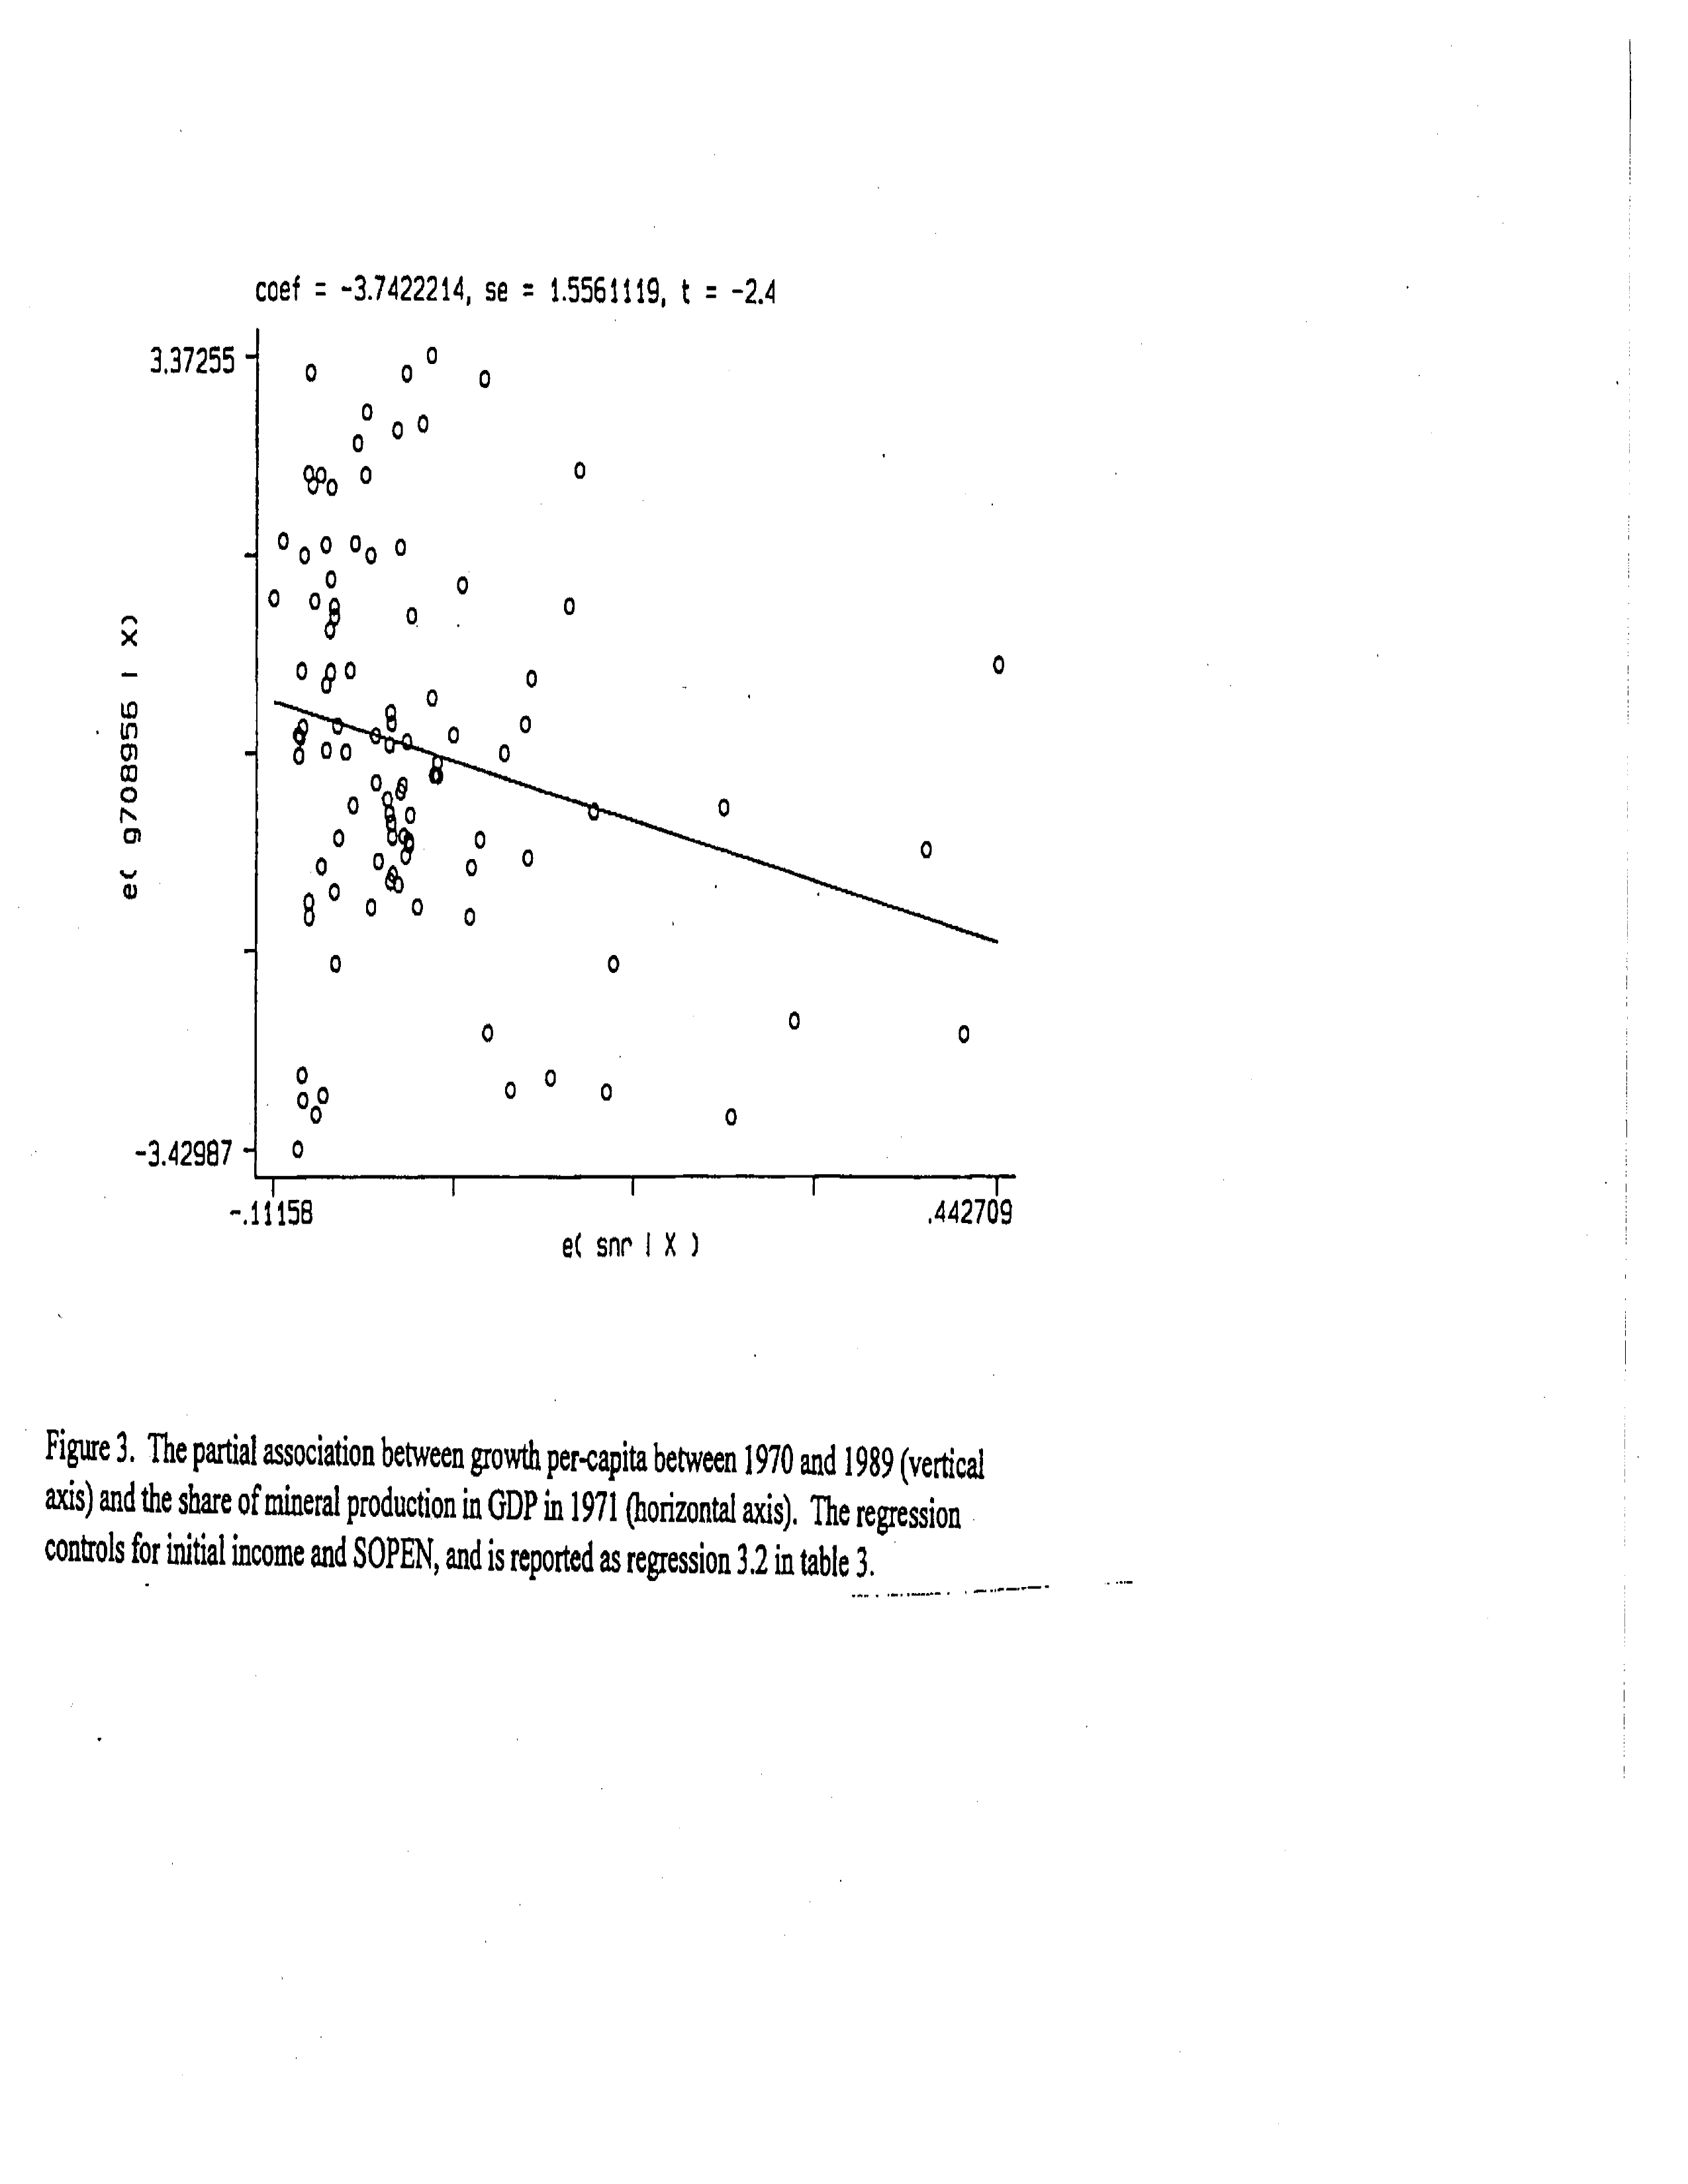 coef = -3.7422214, se = 1.5561119, t = -2.4
3.37255
e( g708955 | X)
-3.42987
-.11158
.442709
e( snr | X )
Figure 3. The partial association between growth per-capita between 1970 and 1989 (vertical
axis) and the share of mineral production in GDP in 1971 (horizontal axis). The regression
controls for initial income and SOPEN, and is reported as regression 3.2 in table 3.